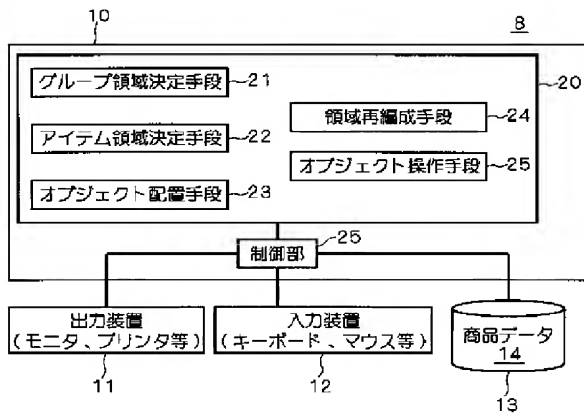 10
8
グループ領域決定手段
21
20
領域再編成手段
24
アイテム領域決定手段
22
オブジェクト操作手段
25
オブジェクト配置手段
23
制御部
25
出力装置
(モニタ、プリンタ等)
入力装置
(キーボード、マウス等)
商品データ
14
11
12
13